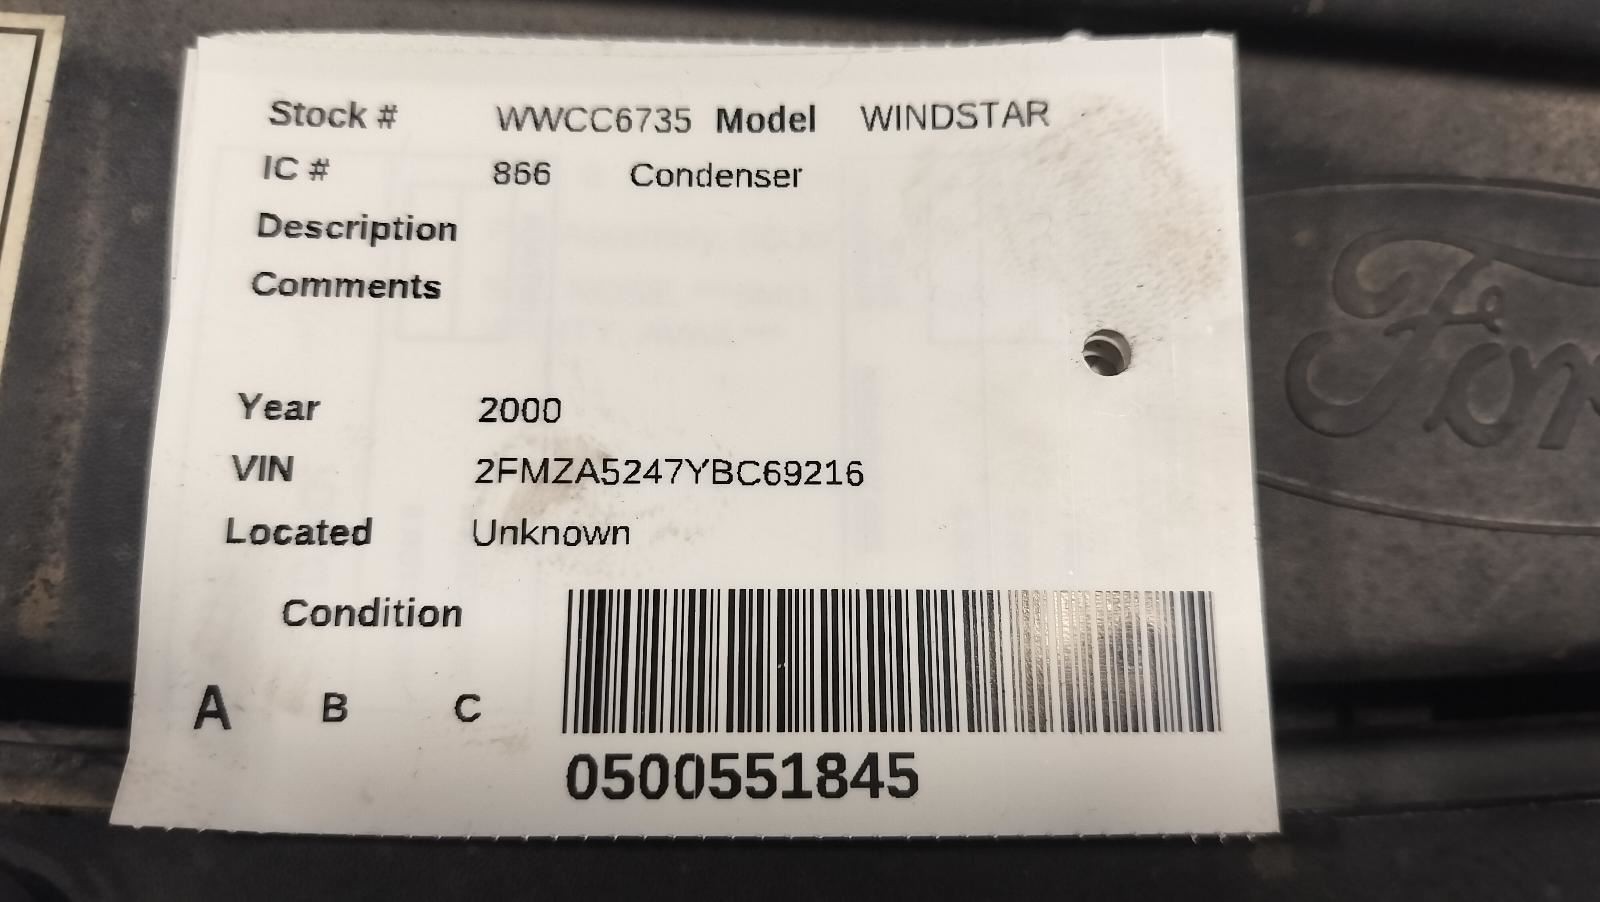 Stock # WWCC6735 Model WINDSTAR
IC # 866 Condenser
Description
Comments
Year 2000
VIN 2FMZA5247YBC69216
Located Unknown
Condition
A B C
0500551845
Ford